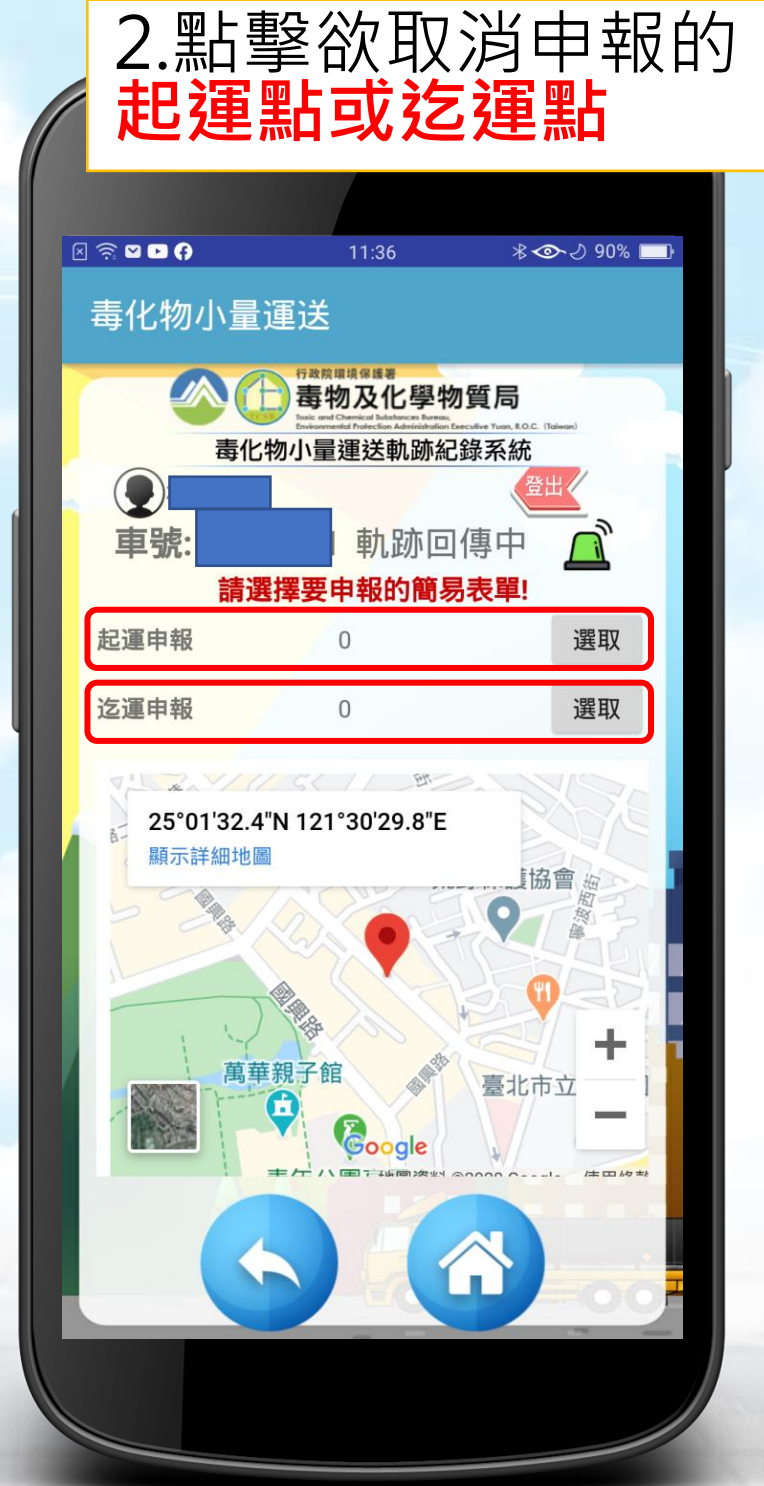 2.點擊欲取消申報的
起運點或迄運點
11:36
90%
毒化物小量運送
行政院環境保護署
毒物及化學物質局
Toxic and Chemical Substances Bureau,
Environmental Protection Administration Executive Yuan, R.O.C. (Taiwan)
毒化物小量運送軌跡紀錄系統
登出
車號:
軌跡回傳中
請選擇要申報的簡易表單!
起運申報 0 選取
迄運申報 0 選取
25°01'32.4"N 121°30'29.8"E
顯示詳細地圖
協會
寧波西街
國興路
國興路
國興路
萬華親子館
臺北市立
+
−
Google